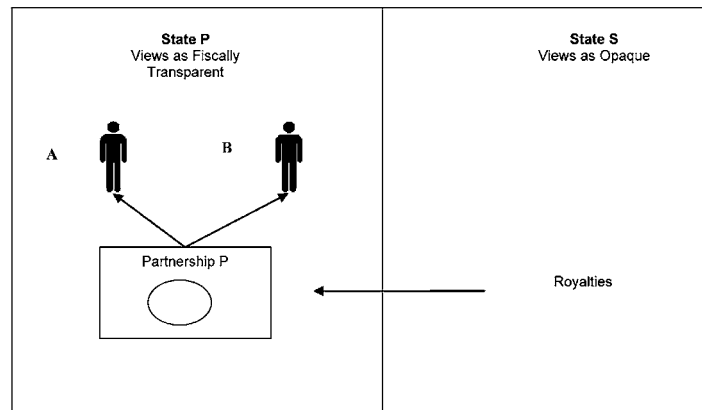 State P
Views as Fiscally
Transparent
State S
Views as Opaque
A
B
Partnership P
Royalties